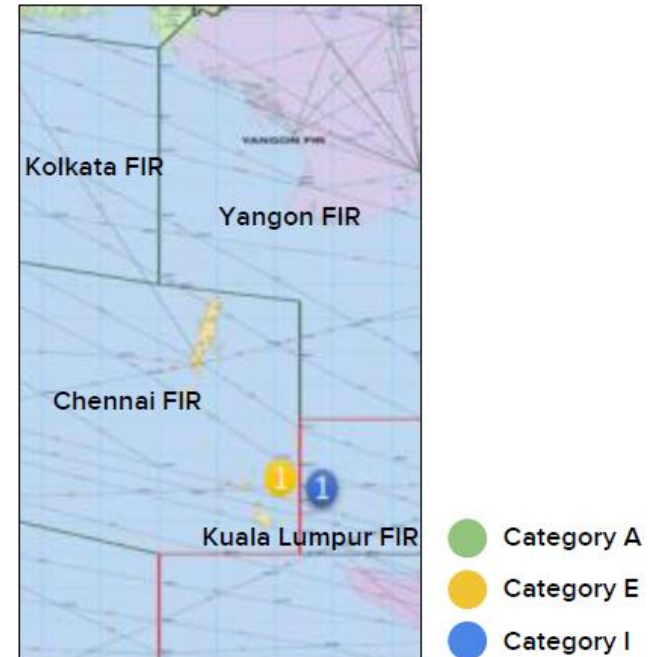 YANGON FIR
Kolkata FIR
Yangon FIR
Chennai FIR
1
1
Kuala Lumpur FIR
Category A
Category E
Category I